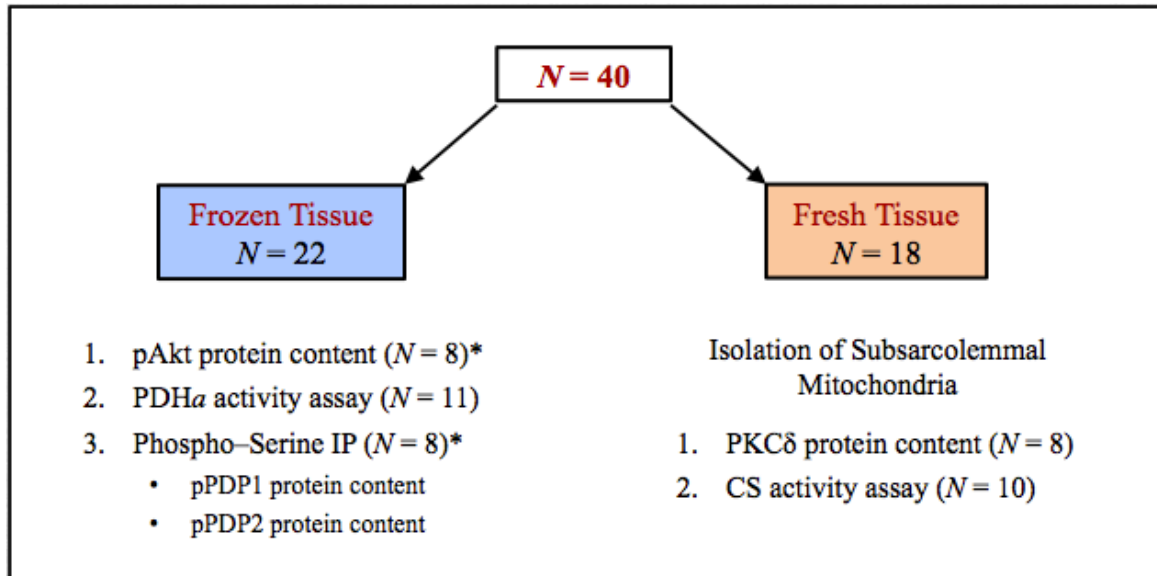 N = 40
Frozen Tissue
N = 22
Fresh Tissue
N = 18
1. pAkt protein content (N = 8)*
2. PDHa activity assay (N = 11)
3. Phospho–Serine IP (N = 8)*
• pPDP1 protein content
• pPDP2 protein content
Isolation of Subsarcolemmal
Mitochondria
1. PKCδ protein content (N = 8)
2. CS activity assay (N = 10)